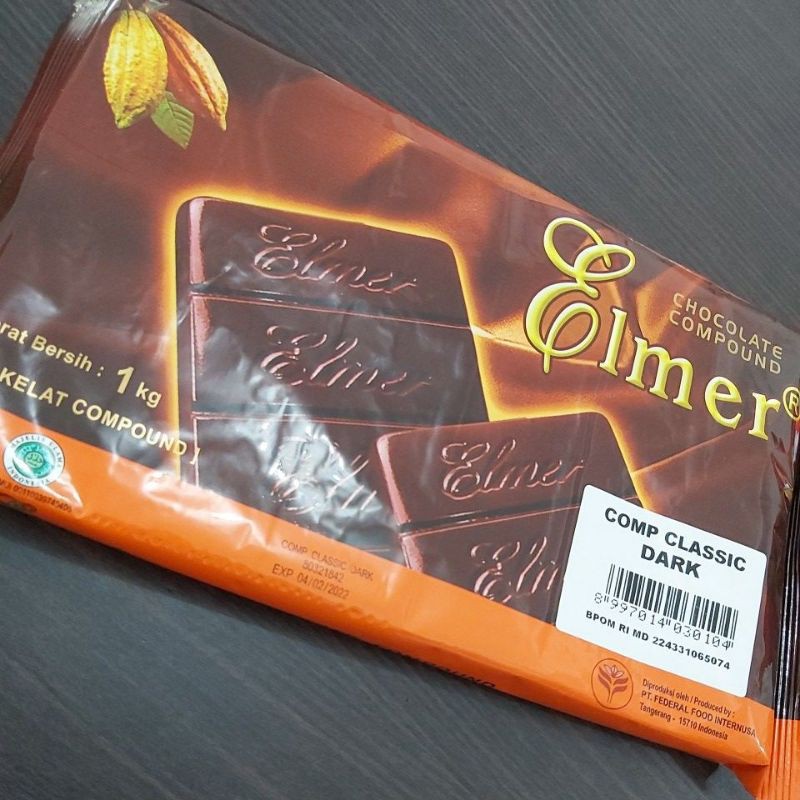 Elmer
CHOCOLATE
COMPOUND
Elmer®
Elmer
Elmer
Elmer
Bersih : 1 kg
COMPOUND
COMP CLASSIC
DARK
8 997014 030104
BPOM RI MD 224331065074
COMP CLASSIC DARK
80321842
EXP 04/02/2022
Diproduksi oleh / Produced by :
PT. FEDERAL FOOD INTERNUSA
Tangerang - 15710 Indonesia